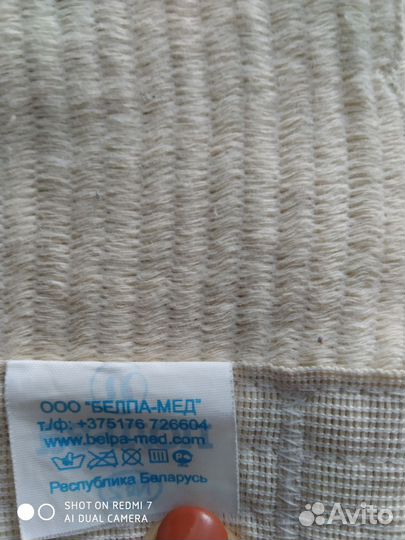 ООО "БЕЛПА-МЕД"
т./ф: +375176 726604
www.belpa-med.com
Республика Беларусь
SHOT ON REDMI 7
AI DUAL CAMERA
Avito